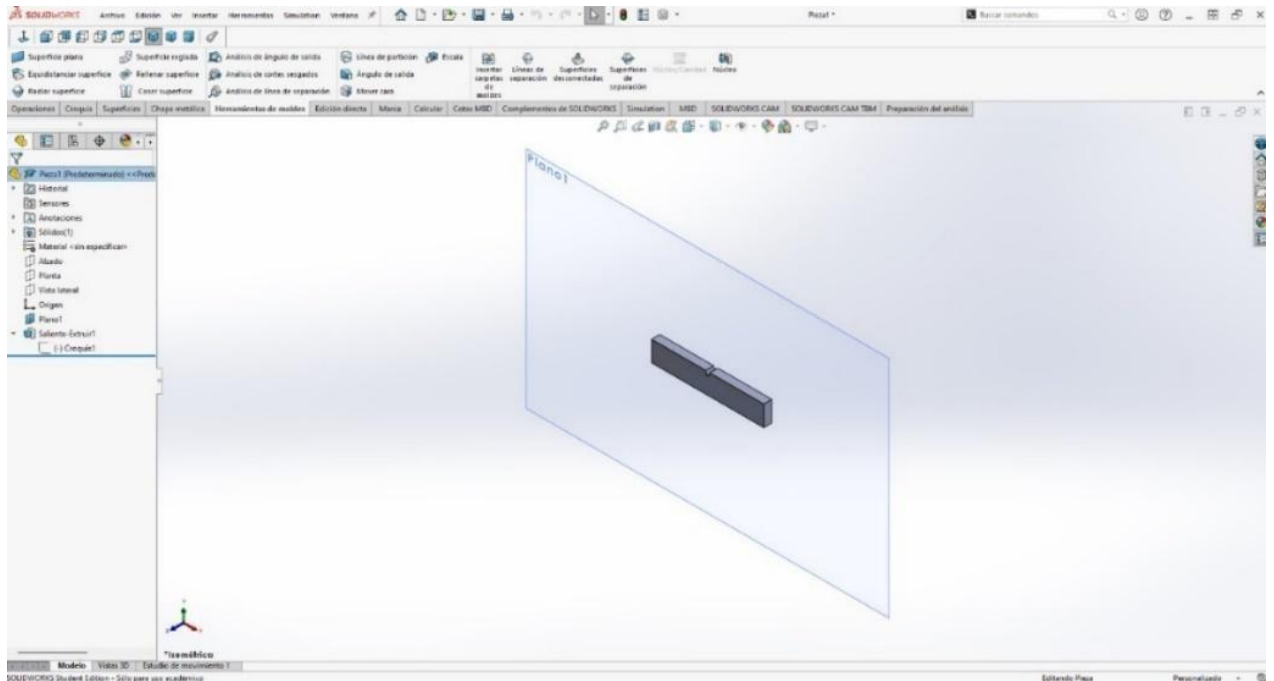 SOLIDWORKS Archivo Edición Ver Insertar Herramientas Simulation Ventana Pieza1 * Buscar comandos
Superficie plana Superficie reglada Análisis de ángulo de salida Línea de partición Escala
Equidistanciar superficie Rellenar superficie Análisis de cortes sesgados Ángulo de salida
Radiar superficie Coser superficie Análisis de línea de separación Mover cara
Insertar carpetas de moldes
Líneas de separación
Superficies desconectadas
Superficies de separación
Núcleo
Operaciones Croquis Superficies Chapa metálica Herramientas de moldes Edición directa Marca Calcular Cotas MBD Complementos de SOLIDWORKS Simulation MBD SOLIDWORKS CAM SOLIDWORKS CAM TBM Preparación del análisis
Pieza1 (Predeterminado) <<Pred
Historial
Sensores
Anotaciones
Sólidos(1)
Material <sin especificar>
Alzado
Planta
Vista lateral
Origen
Plano1
Saliente-Extruir1
(-) Croquis1
Plano1
*Isométrica
Modelo Vistas 3D Estudio de movimiento 1
SOLIDWORKS Student Edition - Sólo para uso académico Editando Pieza Personalizado